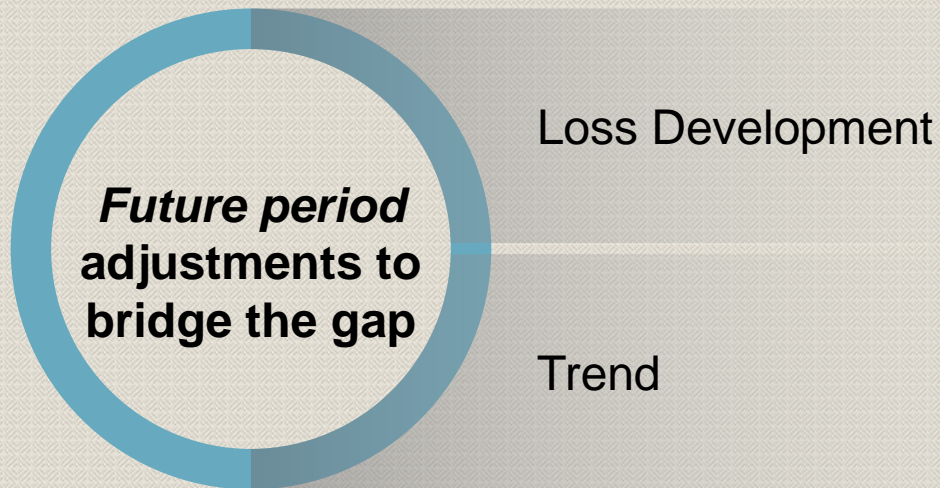 Future period
adjustments to
bridge the gap
Loss Development
Trend